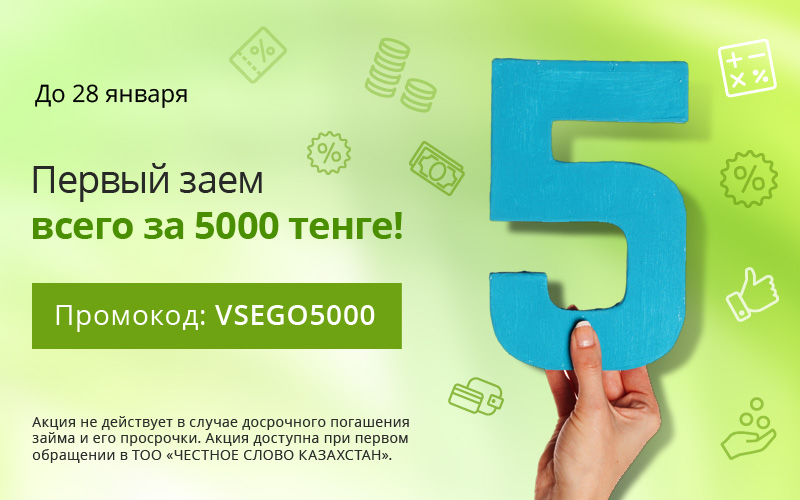 До 28 января
Первый заем
всего за 5000 тенге!
Промокод: VSEGO5000
Акция не действует в случае досрочного погашения
займа и его просрочки. Акция доступна при первом
обращении в ТОО «ЧЕСТНОЕ СЛОВО КАЗАХСТАН».
5